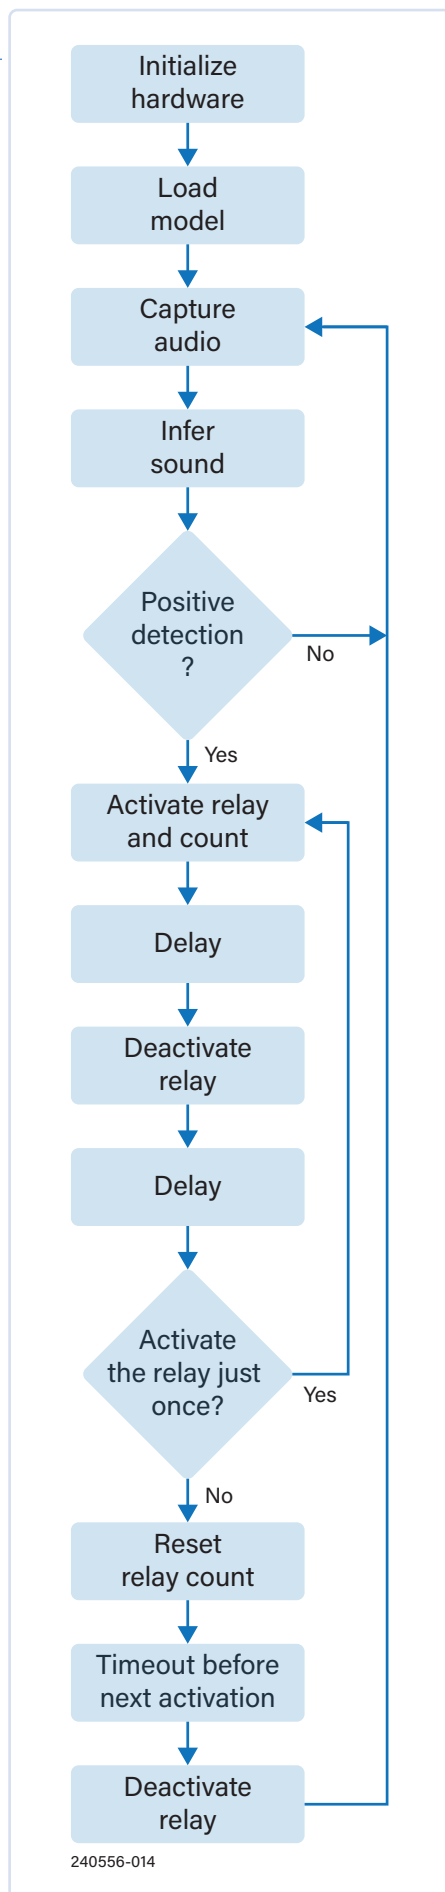 Initialize
hardware
Load
model
Capture
audio
Infer
sound
Positive
detection
?
No
Yes
Activate relay
and count
Delay
Deactivate
relay
Delay
Activate
the relay just
once?
Yes
No
Reset
relay count
Timeout before
next activation
Deactivate
relay
240556-014